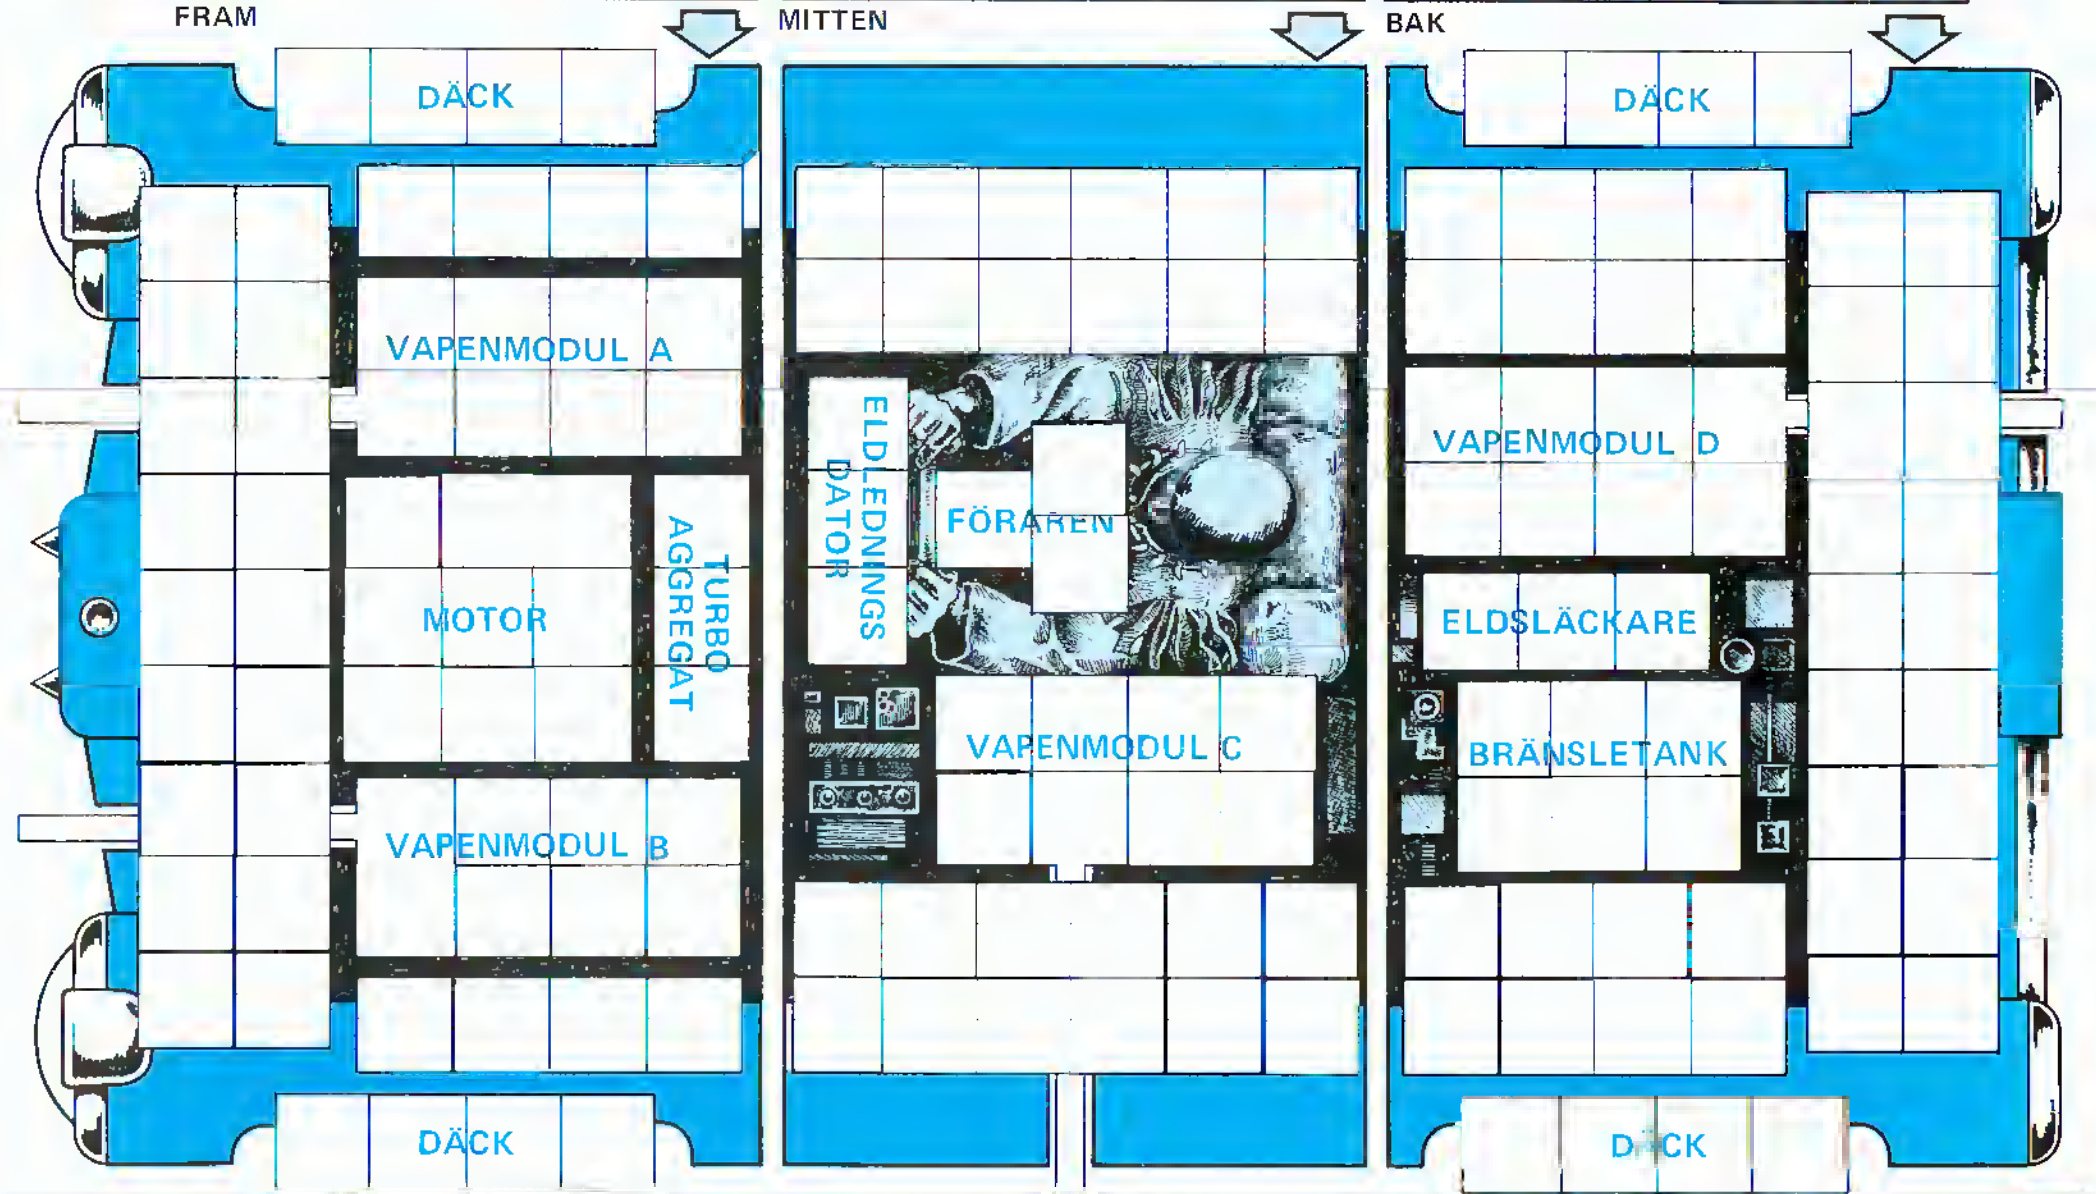 FRAM
MITTEN
BAK
DÄCK
VAPENMODUL A
MOTOR
TURBO
AGGREGAT
VAPENMODUL B
DÄCK
ELDLEDNINGS
DATOR
FÖRAREN
VAPENMODUL C
DÄCK
VAPENMODUL D
ELDSLÄCKARE
BRÄNSLETANK
DÄCK